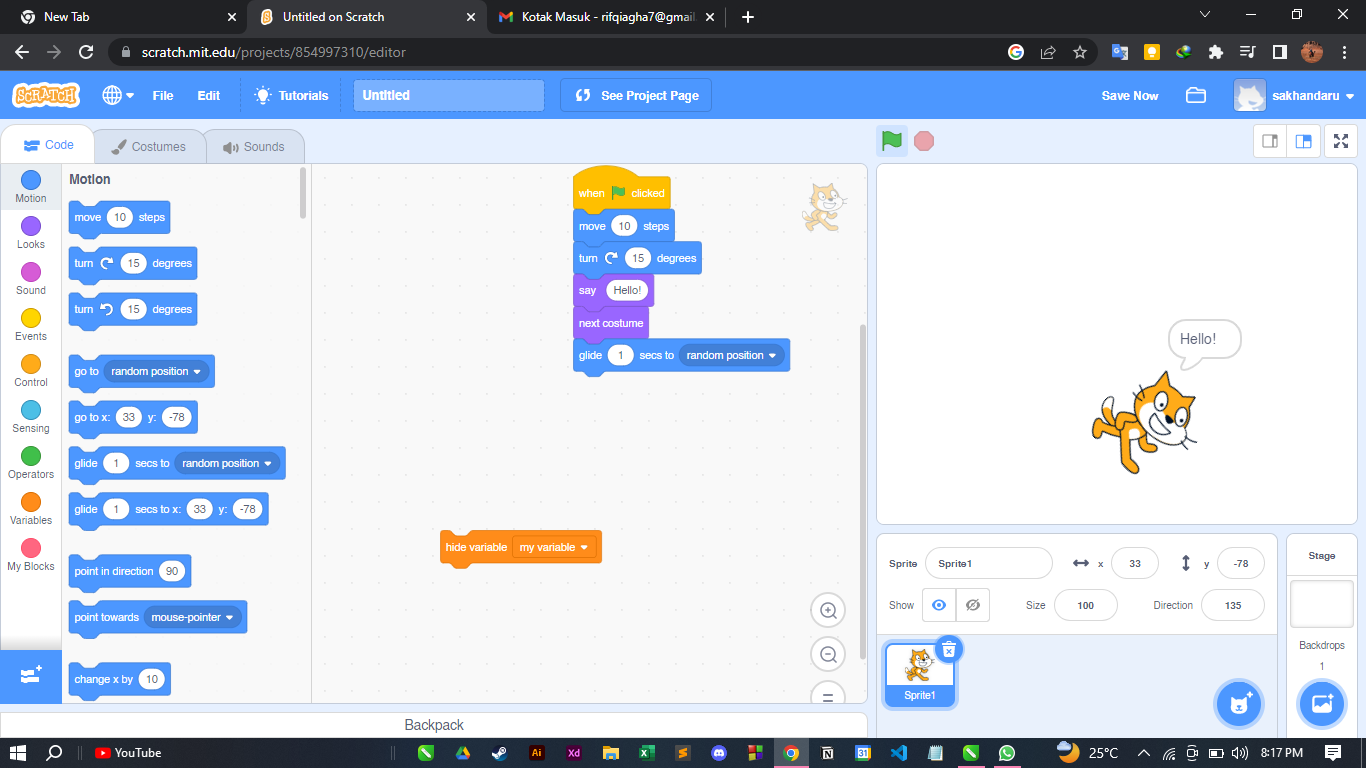 New Tab
Untitled on Scratch
Kotak Masuk - rifqiagha7@gmail.
scratch.mit.edu/projects/854997310/editor
SCRATCH
File
Edit
Tutorials
Untitled
See Project Page
Save Now
sakhandaru
Code
Costumes
Sounds
Motion
Looks
Sound
Events
Control
Sensing
Operators
Variables
My Blocks
Motion
move 10 steps
turn 15 degrees
turn 15 degrees
go to random position
go to x: 33 y: -78
glide 1 secs to random position
glide 1 secs to x: 33 y: -78
point in direction 90
point towards mouse-pointer
change x by 10
when clicked
move 10 steps
turn 15 degrees
say Hello!
next costume
glide 1 secs to random position
hide variable my variable
Backpack
Hello!
Sprite Sprite1 x 33 y -78
Show Size 100 Direction 135
Sprite1
Stage
Backdrops
1
YouTube
Ai
Xd
N
31
25°C
8:17 PM